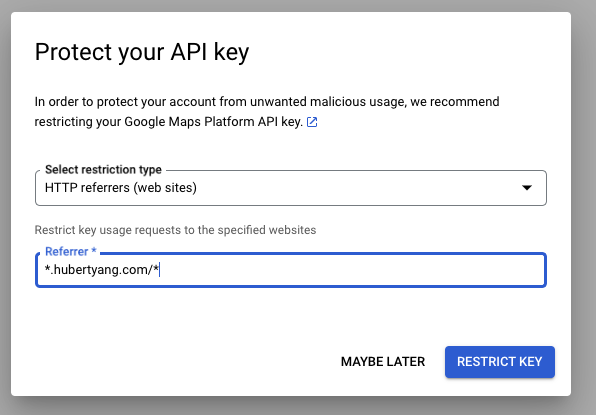 Protect your API key
In order to protect your account from unwanted malicious usage, we recommend
restricting your Google Maps Platform API key.
Select restriction type
HTTP referrers (web sites)
Restrict key usage requests to the specified websites
Referrer *
*.hubertyang.com/*
MAYBE LATER
RESTRICT KEY